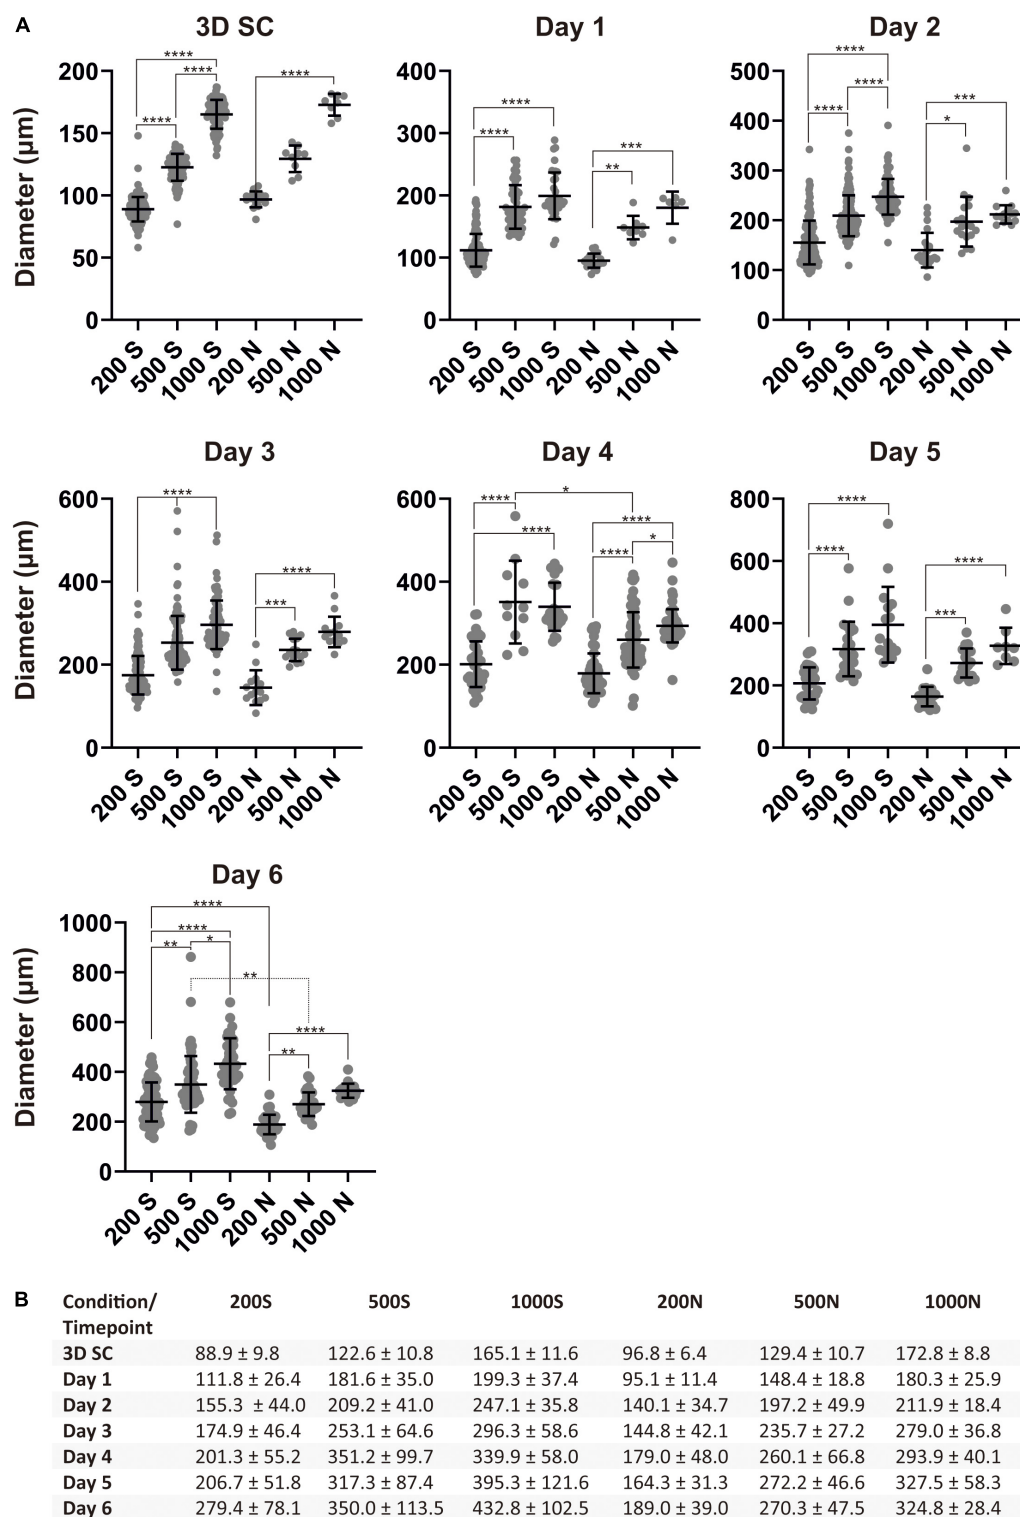 A
3D SC
Day 1
Day 2
Diameter (µm)
200
150
100
50
0
400
300
200
100
0
500
400
300
200
100
0
**** **** **** ****
**** **** *** **
**** **** **** *** *
200 S 500 S 1000 S 200 N 500 N 1000 N
200 S 500 S 1000 S 200 N 500 N 1000 N
200 S 500 S 1000 S 200 N 500 N 1000 N
Day 3
Day 4
Day 5
Diameter (µm)
600
400
200
0
600
400
200
0
800
600
400
200
0
**** **** ***
**** * **** **** **** *
**** **** **** ***
200 S 500 S 1000 S 200 N 500 N 1000 N
200 S 500 S 1000 S 200 N 500 N 1000 N
200 S 500 S 1000 S 200 N 500 N 1000 N
Day 6
Diameter (µm)
1000
800
600
400
200
0
**** **** ** * ** **** **
200 S 500 S 1000 S 200 N 500 N 1000 N
B
Condition/ 200S 500S 1000S 200N 500N 1000N
Timepoint
3D SC 88.9 ± 9.8 122.6 ± 10.8 165.1 ± 11.6 96.8 ± 6.4 129.4 ± 10.7 172.8 ± 8.8
Day 1 111.8 ± 26.4 181.6 ± 35.0 199.3 ± 37.4 95.1 ± 11.4 148.4 ± 18.8 180.3 ± 25.9
Day 2 155.3 ± 44.0 209.2 ± 41.0 247.1 ± 35.8 140.1 ± 34.7 197.2 ± 49.9 211.9 ± 18.4
Day 3 174.9 ± 46.4 253.1 ± 64.6 296.3 ± 58.6 144.8 ± 42.1 235.7 ± 27.2 279.0 ± 36.8
Day 4 201.3 ± 55.2 351.2 ± 99.7 339.9 ± 58.0 179.0 ± 48.0 260.1 ± 66.8 293.9 ± 40.1
Day 5 206.7 ± 51.8 317.3 ± 87.4 395.3 ± 121.6 164.3 ± 31.3 272.2 ± 46.6 327.5 ± 58.3
Day 6 279.4 ± 78.1 350.0 ± 113.5 432.8 ± 102.5 189.0 ± 39.0 270.3 ± 47.5 324.8 ± 28.4